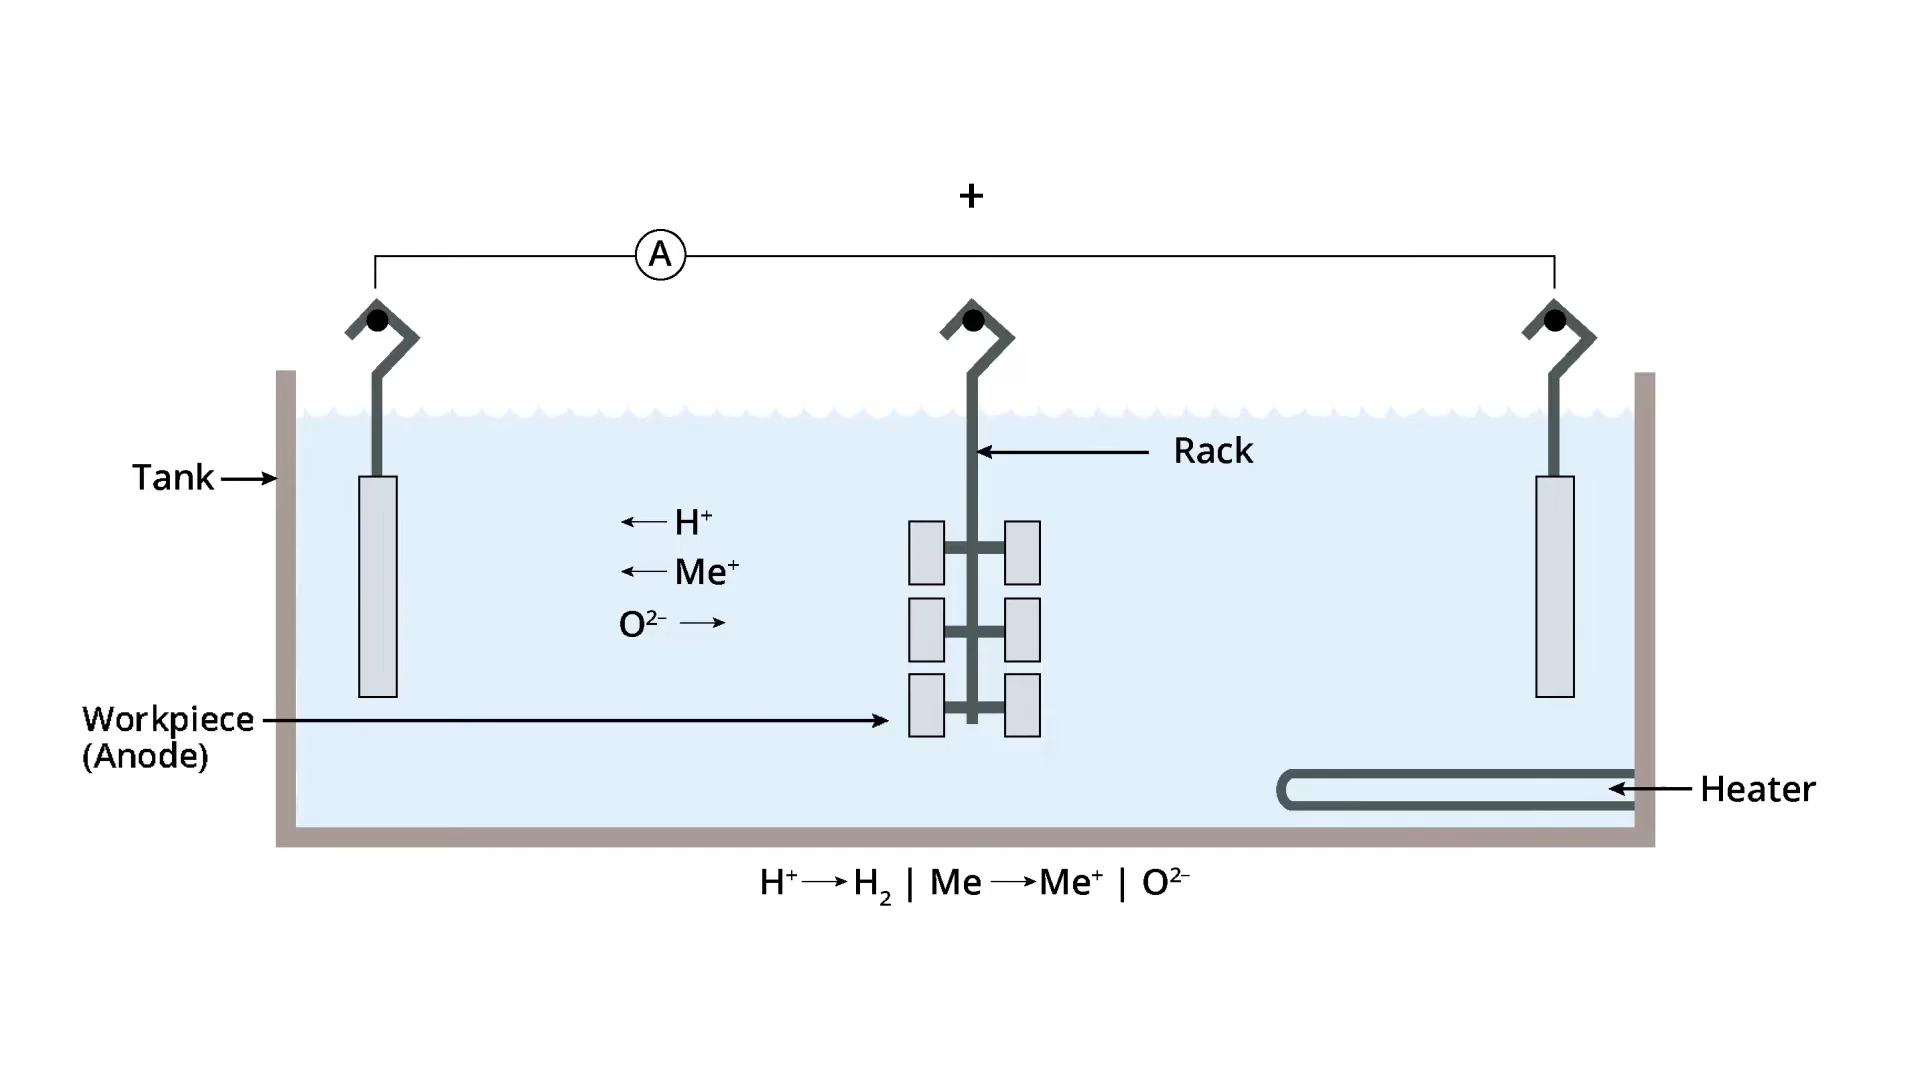 +
A
Rack
Tank
H⁺
Me⁺
O²⁻
Workpiece
(Anode)
Heater
H⁺→H₂ | Me→Me⁺ | O²⁻